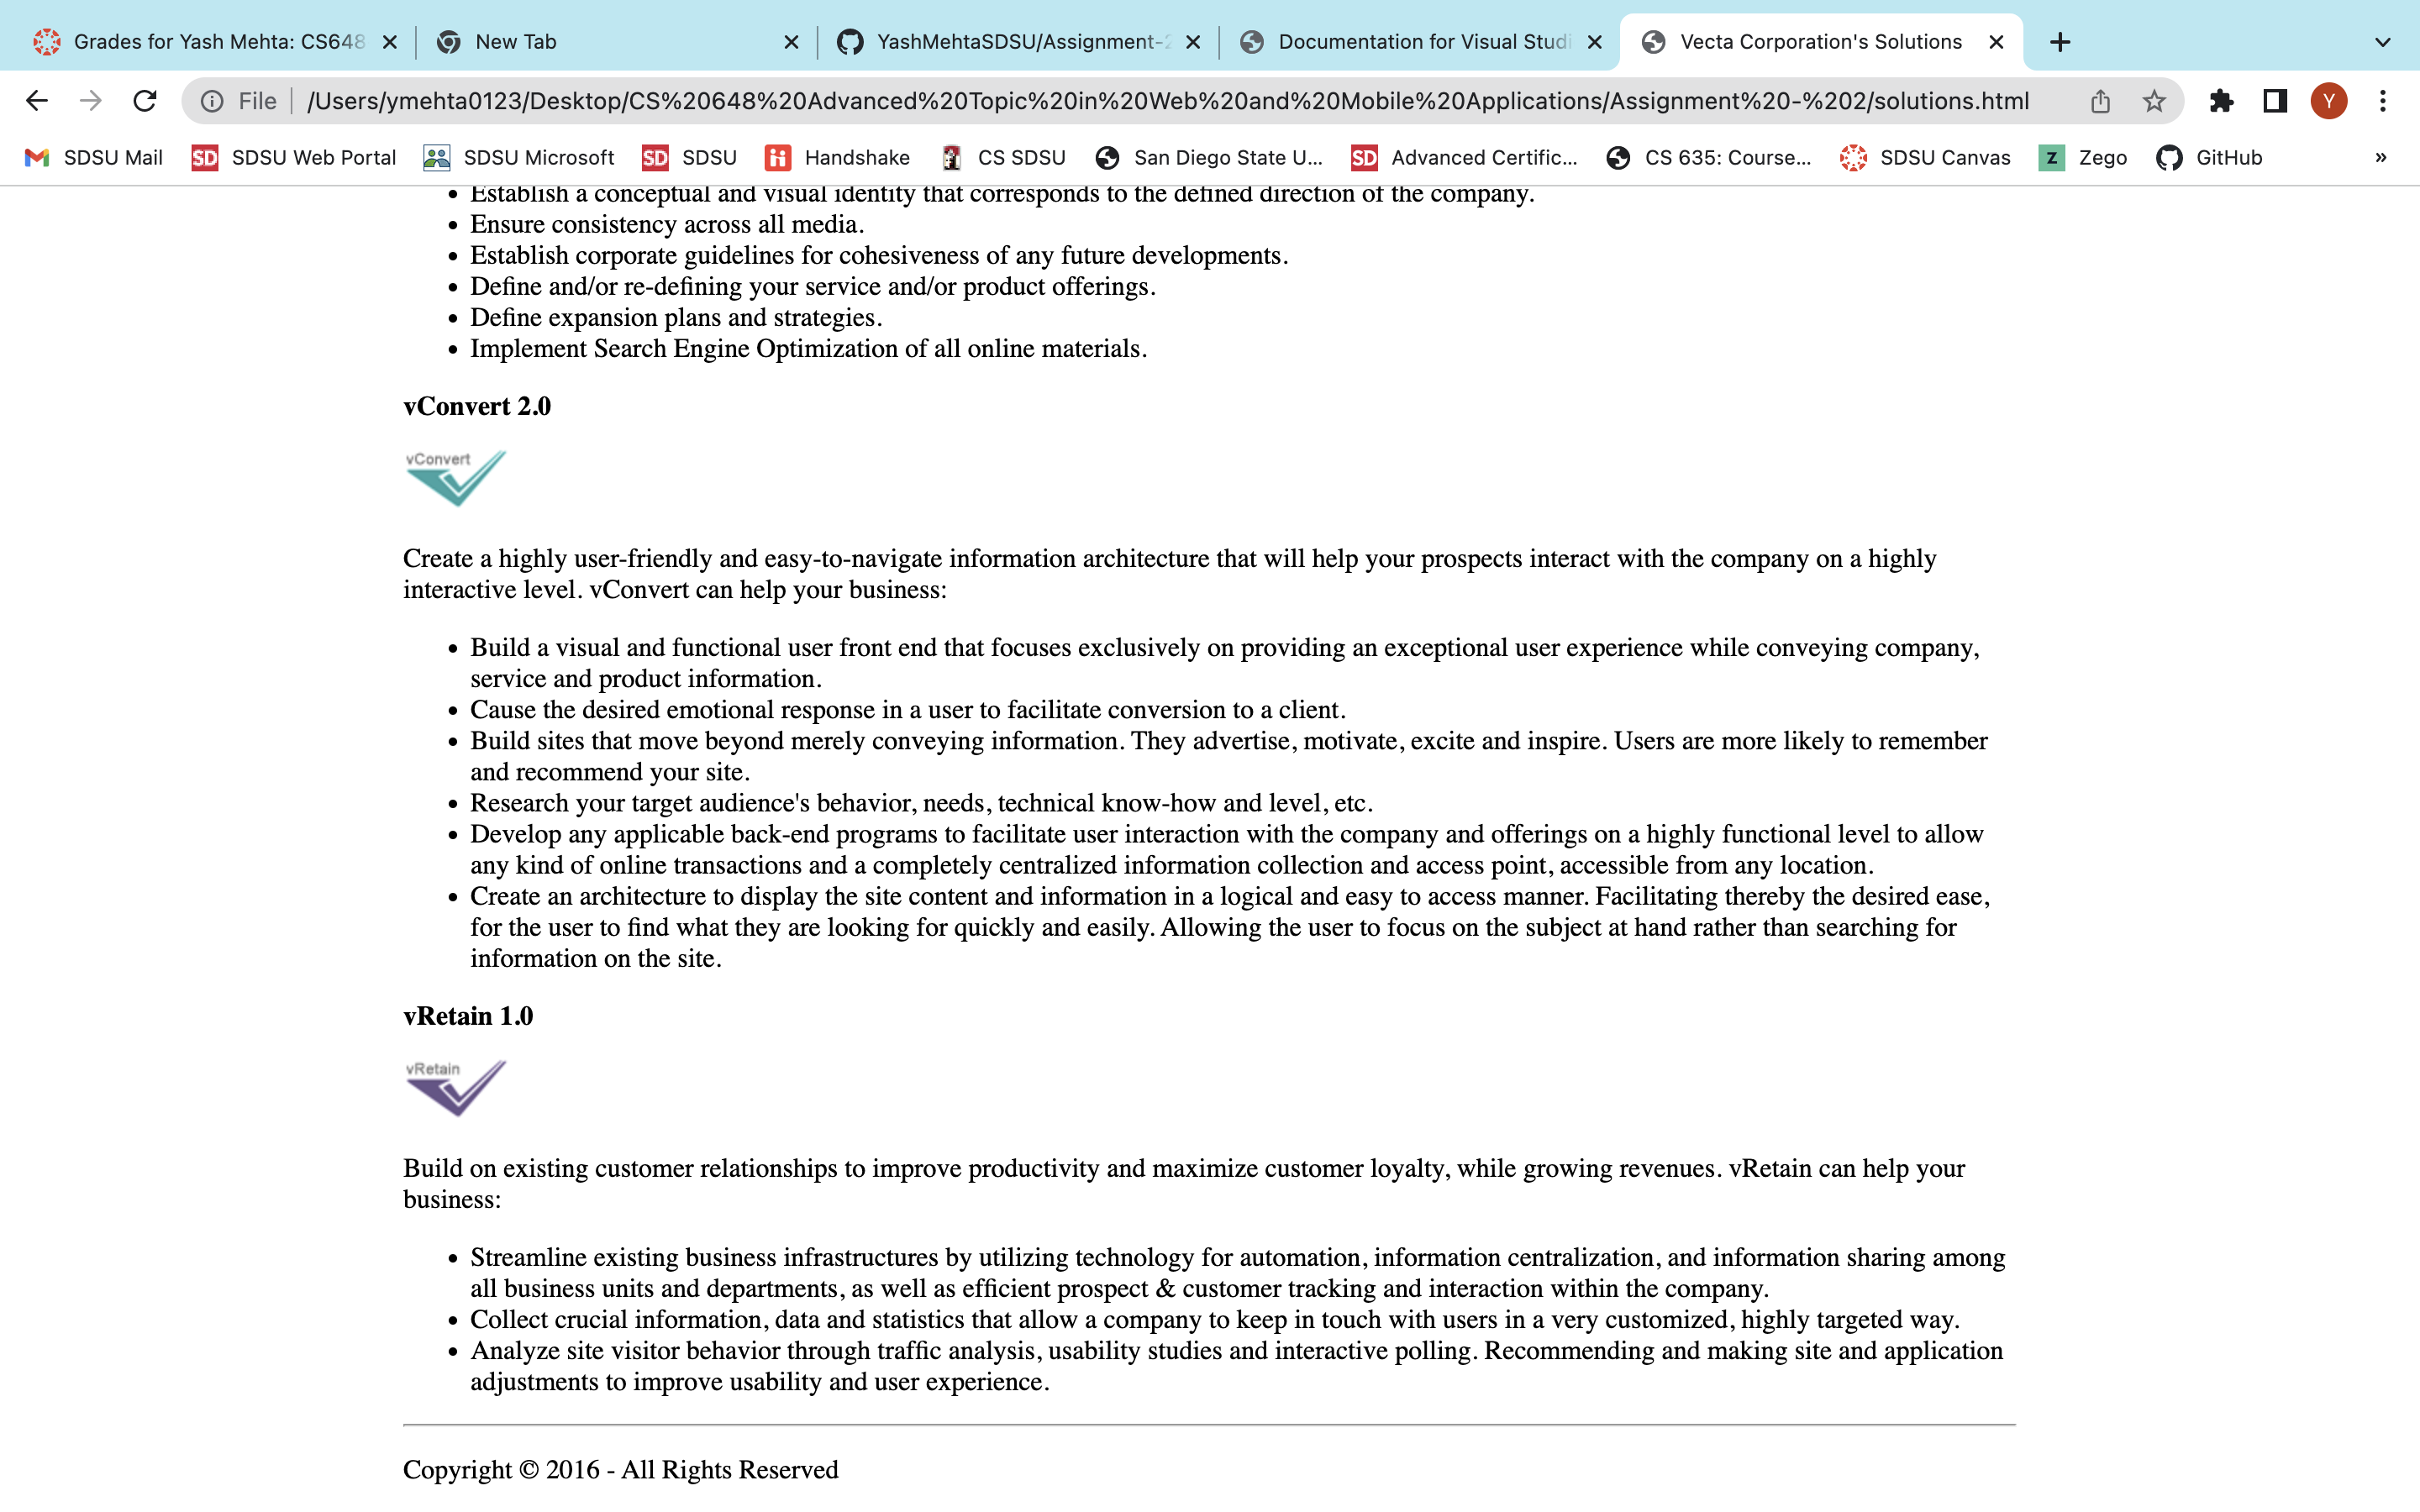 Grades for Yash Mehta: CS648
New Tab
YashMehtaSDSU/Assignment-2
Documentation for Visual Studi
Vecta Corporation's Solutions
File /Users/ymehta0123/Desktop/CS%20648%20Advanced%20Topic%20in%20Web%20and%20Mobile%20Applications/Assignment%20-%202/solutions.html
Y
SDSU Mail
SD SDSU Web Portal
SDSU Microsoft
SD SDSU
Handshake
CS SDSU
San Diego State U...
SD Advanced Certific...
CS 635: Course...
SDSU Canvas
Z Zego
GitHub
»
• Establish a conceptual and visual identity that corresponds to the defined direction of the company.
• Ensure consistency across all media.
• Establish corporate guidelines for cohesiveness of any future developments.
• Define and/or re-defining your service and/or product offerings.
• Define expansion plans and strategies.
• Implement Search Engine Optimization of all online materials.
vConvert 2.0
vConvert
Create a highly user-friendly and easy-to-navigate information architecture that will help your prospects interact with the company on a highly
interactive level. vConvert can help your business:
• Build a visual and functional user front end that focuses exclusively on providing an exceptional user experience while conveying company,
service and product information.
• Cause the desired emotional response in a user to facilitate conversion to a client.
• Build sites that move beyond merely conveying information. They advertise, motivate, excite and inspire. Users are more likely to remember
and recommend your site.
• Research your target audience's behavior, needs, technical know-how and level, etc.
• Develop any applicable back-end programs to facilitate user interaction with the company and offerings on a highly functional level to allow
any kind of online transactions and a completely centralized information collection and access point, accessible from any location.
• Create an architecture to display the site content and information in a logical and easy to access manner. Facilitating thereby the desired ease,
for the user to find what they are looking for quickly and easily. Allowing the user to focus on the subject at hand rather than searching for
information on the site.
vRetain 1.0
vRetain
Build on existing customer relationships to improve productivity and maximize customer loyalty, while growing revenues. vRetain can help your
business:
• Streamline existing business infrastructures by utilizing technology for automation, information centralization, and information sharing among
all business units and departments, as well as efficient prospect & customer tracking and interaction within the company.
• Collect crucial information, data and statistics that allow a company to keep in touch with users in a very customized, highly targeted way.
• Analyze site visitor behavior through traffic analysis, usability studies and interactive polling. Recommending and making site and application
adjustments to improve usability and user experience.
Copyright © 2016 - All Rights Reserved